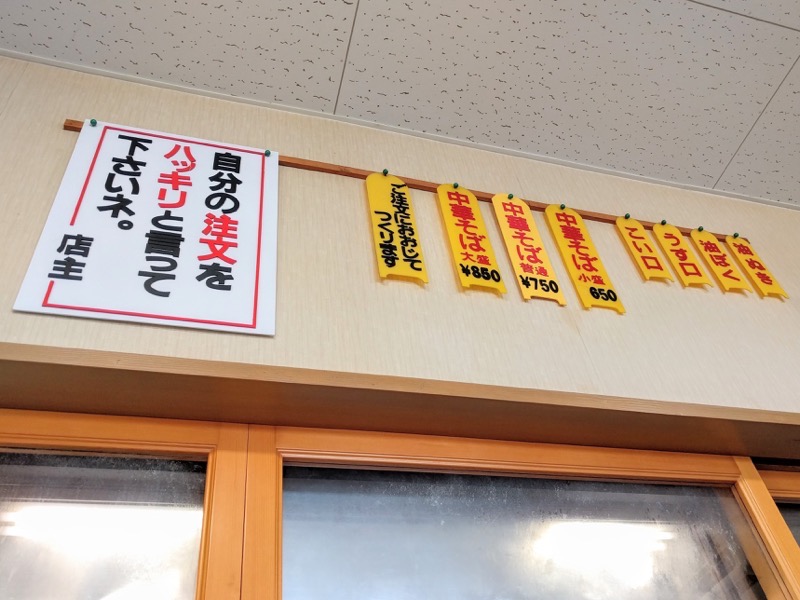 自分の注文を
ハッキリと言って
下さいネ。
店主
ご注文におおじて
つくります
中華そば
大盛
¥850
中華そば
普通
¥750
中華そば
小盛
650
こい口
うす口
油ぽく
油ぬき